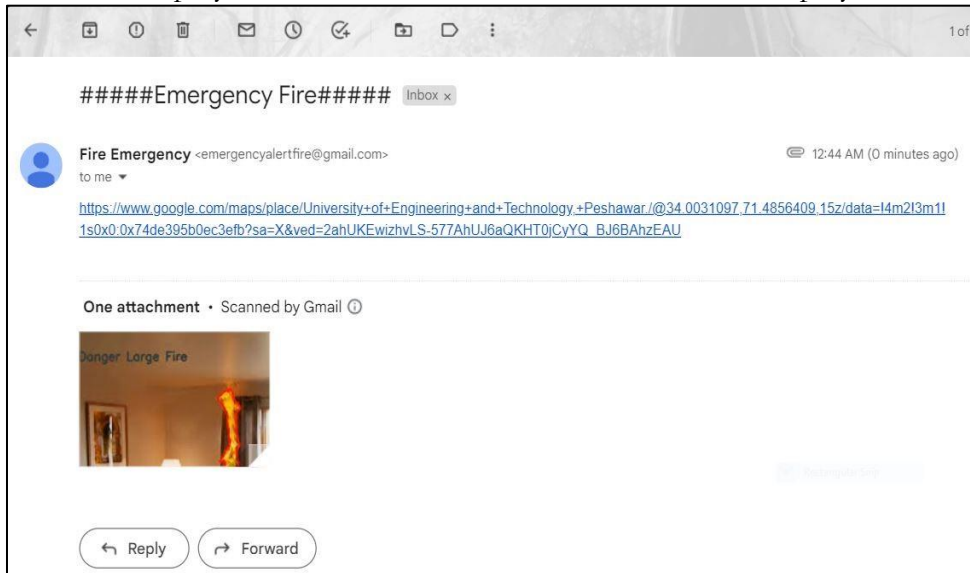 1 of
#####Emergency Fire##### Inbox x
Fire Emergency <emergencyalertfire@gmail.com> 12:44 AM (0 minutes ago)
to me
https://www.google.com/maps/place/University+of+Engineering+and+Technology,+Peshawar./@34.0031097,71.4856409,15z/data=!4m2!3m1!
1s0x0:0x74de395b0ec3efb?sa=X&ved=2ahUKEwizhvLS-577AhUJ6aQKHT0jCyYQ_BJ6BAhzEAU
One attachment • Scanned by Gmail
Danger Large Fire
Reply Forward